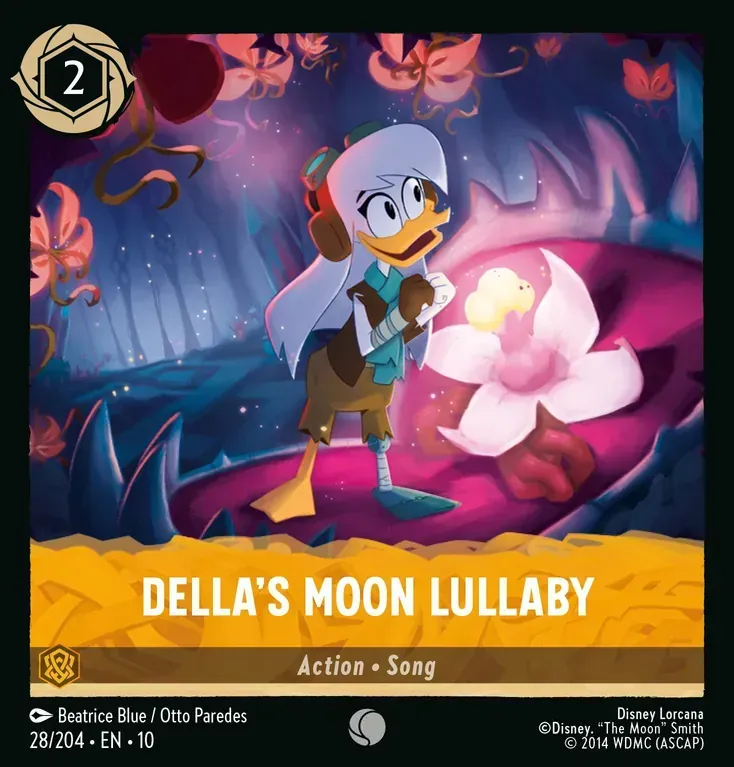 2
DELLA'S MOON LULLABY
Action • Song
Beatrice Blue / Otto Paredes
28/204 • EN • 10
Disney Lorcana
©Disney. "The Moon" Smith
© 2014 WDMC (ASCAP)